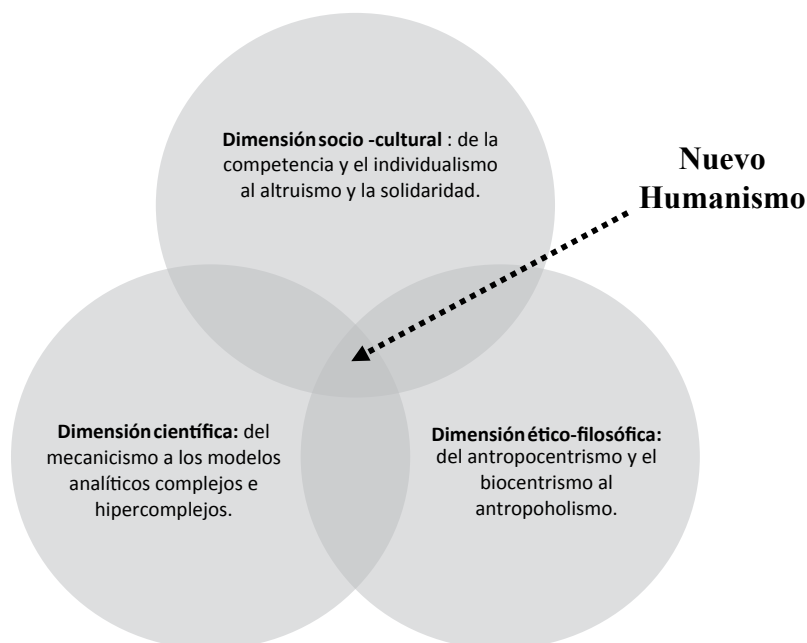 Dimensión socio -cultural : de la
competencia y el individualismo
al altruismo y la solidaridad.
Nuevo
Humanismo
Dimensión científica: del
mecanicismo a los modelos
analíticos complejos e
hipercomplejos.
Dimensión ético-filosófica:
del antropocentrismo y el
biocentrismo al
antropoholismo.